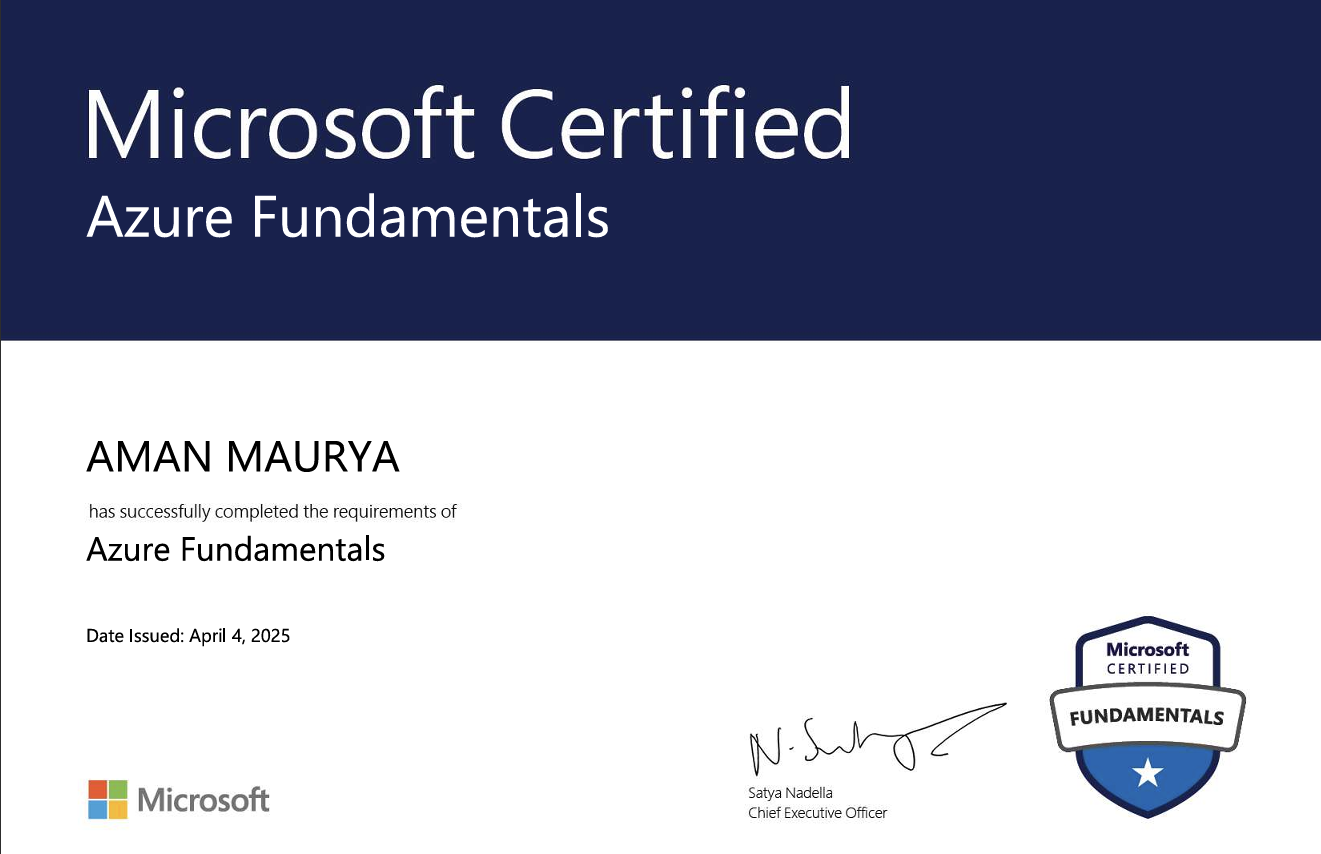 Microsoft Certified
Azure Fundamentals
AMAN MAURYA
has successfully completed the requirements of
Azure Fundamentals
Date Issued: April 4, 2025
Microsoft
CERTIFIED
FUNDAMENTALS
Satya Nadella
Chief Executive Officer
Microsoft